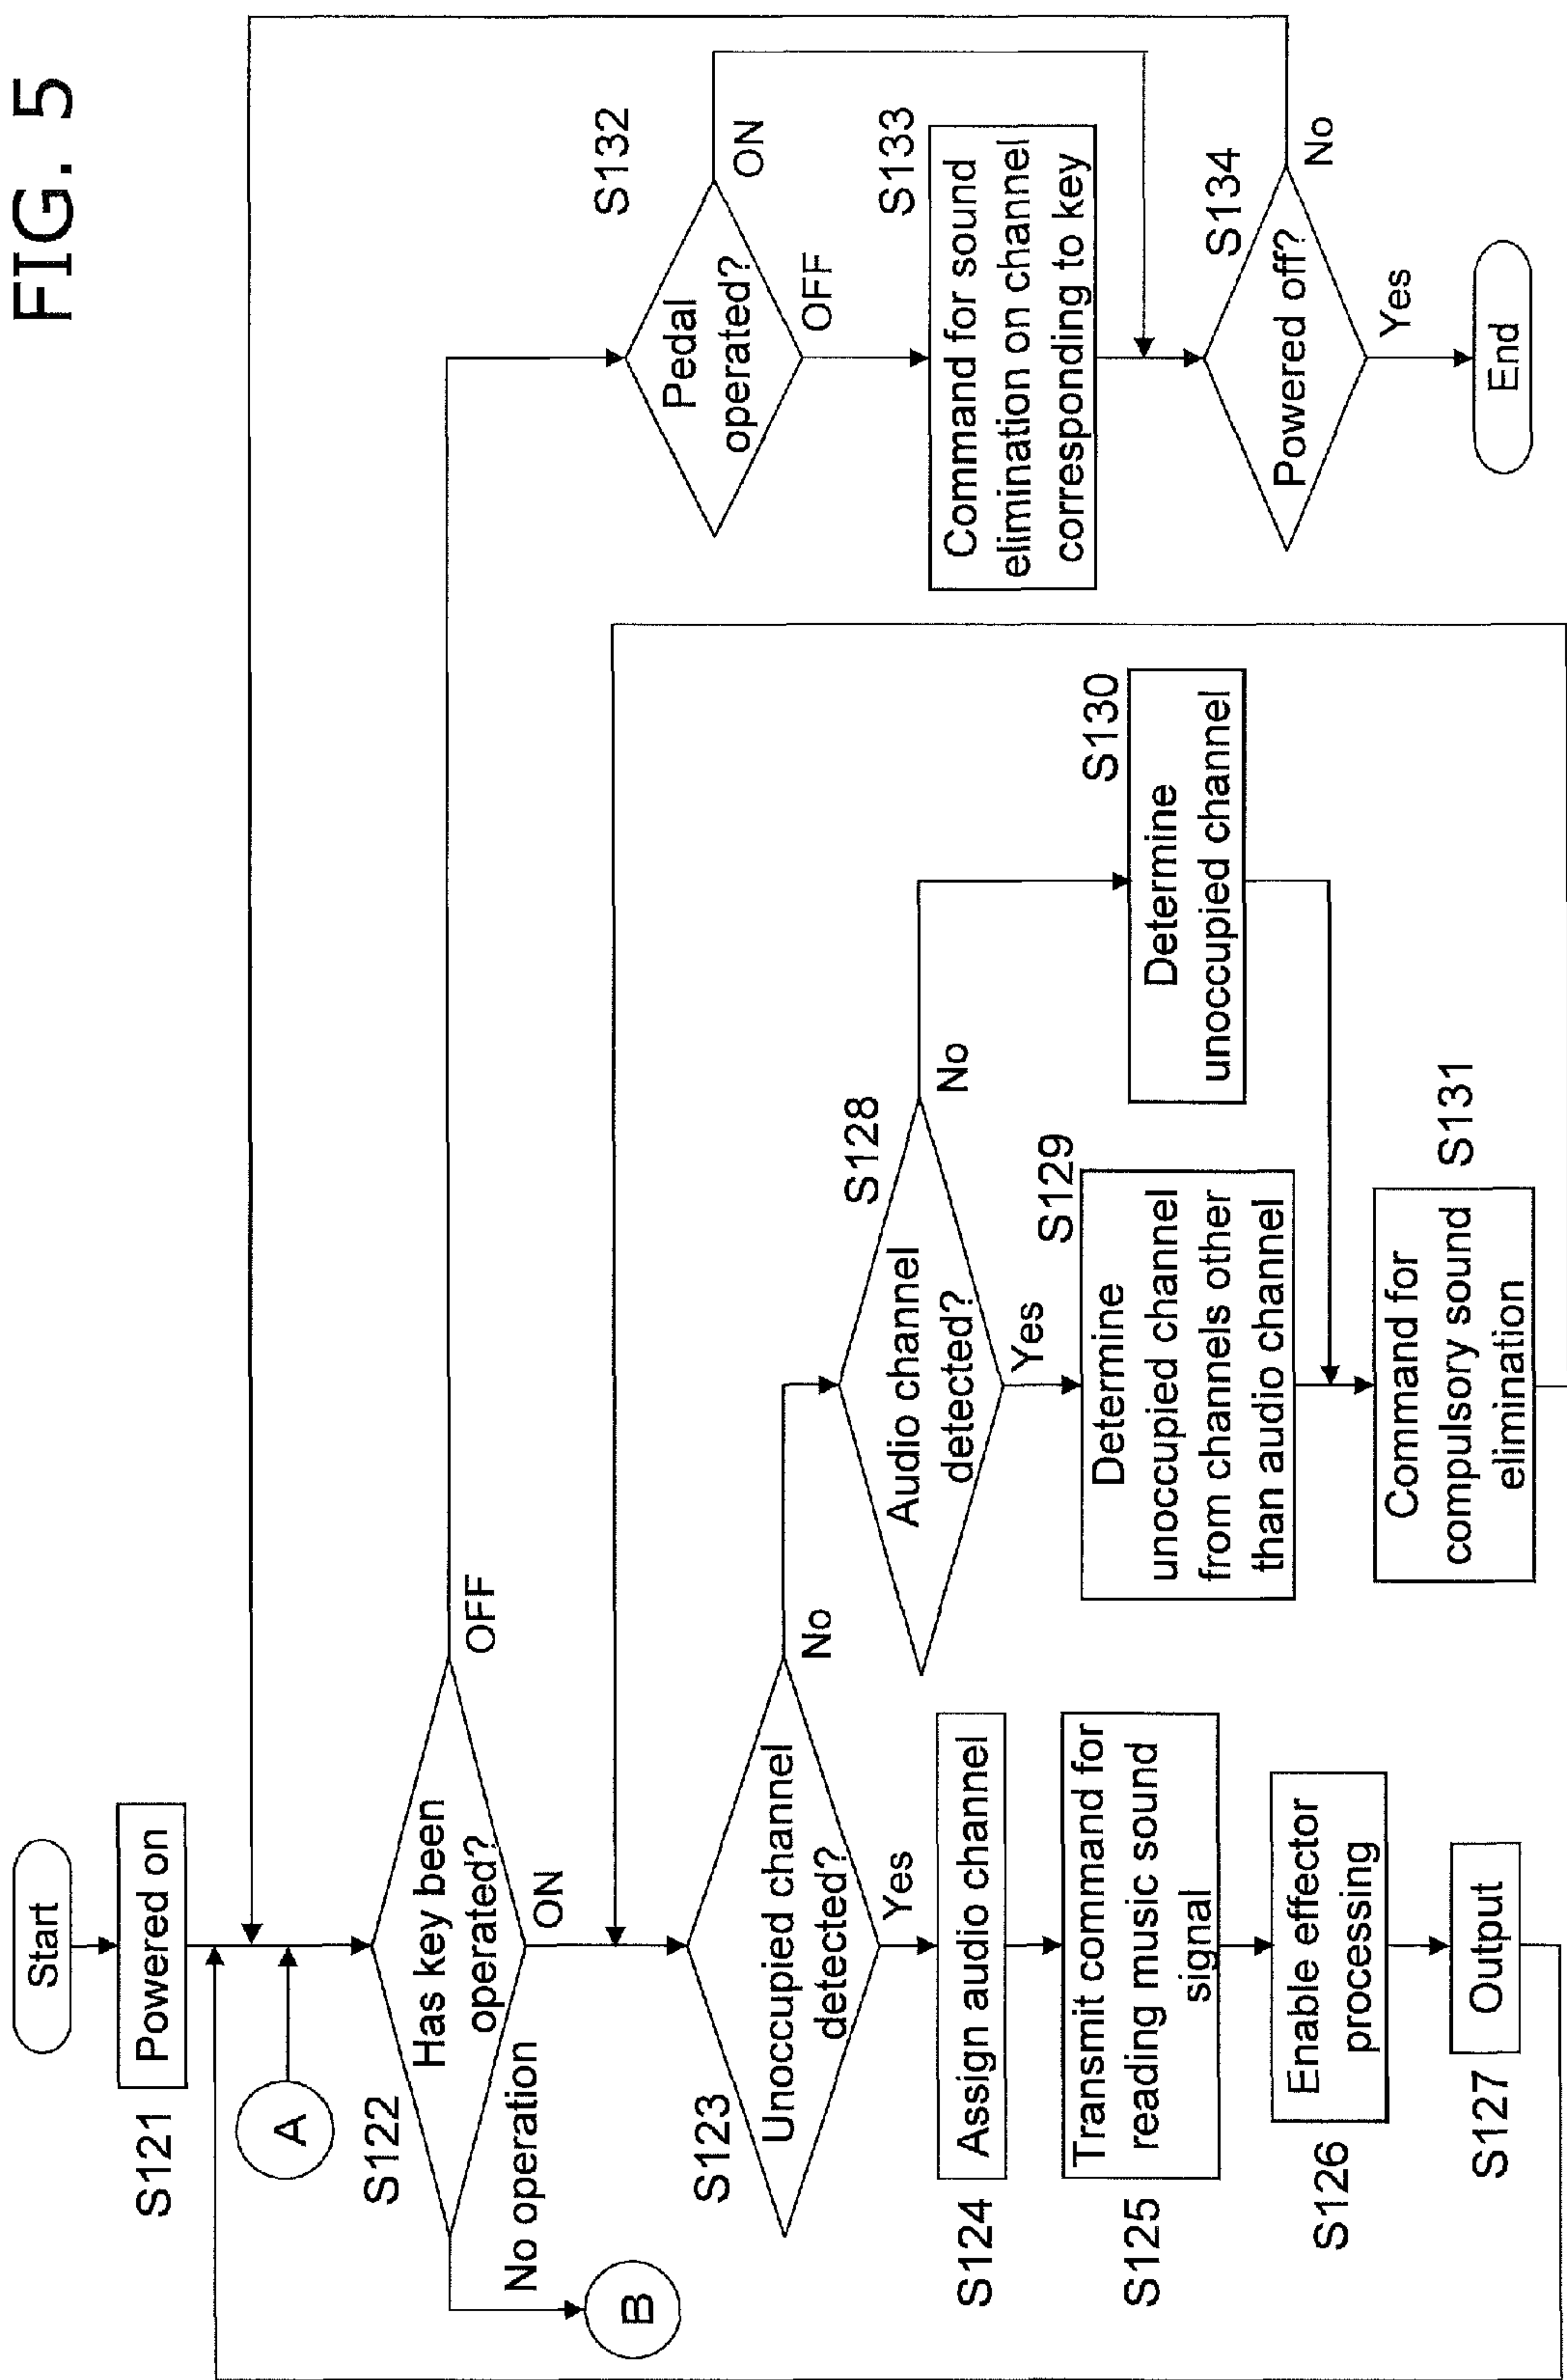 FIG. 5
Start
Powered on
S121
A
S122
Has key been
operated?
OFF
ON
No operation
B
S123
Unoccupied channel
detected?
No
Yes
S124
Assign audio channel
S125
Transmit command for
reading music sound
signal
S126
Enable effector
processing
S127
Output
S128
Audio channel
detected?
No
Yes
S129
Determine
unoccupied channel
from channels other
than audio channel
S130
Determine
unoccupied channel
S131
Command for
compulsory sound
elimination
S132
Pedal
operated?
ON
OFF
S133
Command for sound
elimination on channel
corresponding to key
S134
Powered off?
No
Yes
End